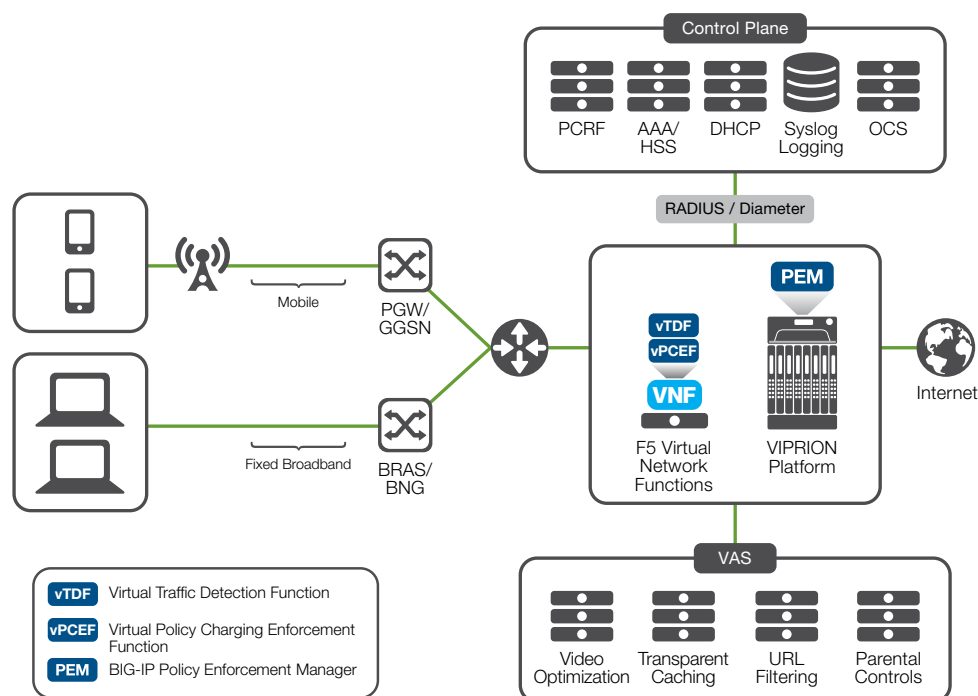 Control Plane
PCRF
AAA/
HSS
DHCP
Syslog
Logging
OCS
RADIUS / Diameter
Mobile
PGW/
GGSN
PEM
vTDF
vPCEF
VNF
F5 Virtual
Network
Functions
VIPRION
Platform
Internet
Fixed Broadband
BRAS/
BNG
VAS
Video
Optimization
Transparent
Caching
URL
Filtering
Parental
Controls
vTDF Virtual Traffic Detection Function
vPCEF Virtual Policy Charging Enforcement
Function
PEM BIG-IP Policy Enforcement Manager